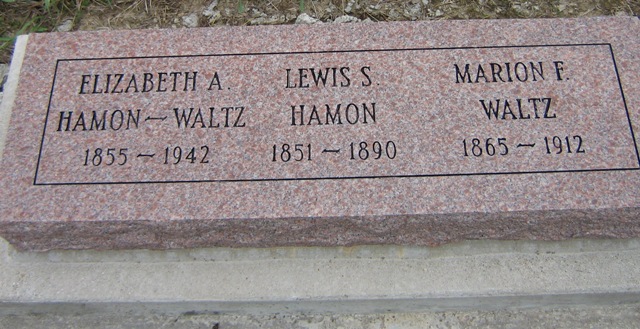 ELIZABETH A.
HAMON~WALTZ
1855~1942
LEWIS S.
HAMON
1851~1890
MARION F.
WALTZ
1865~1912